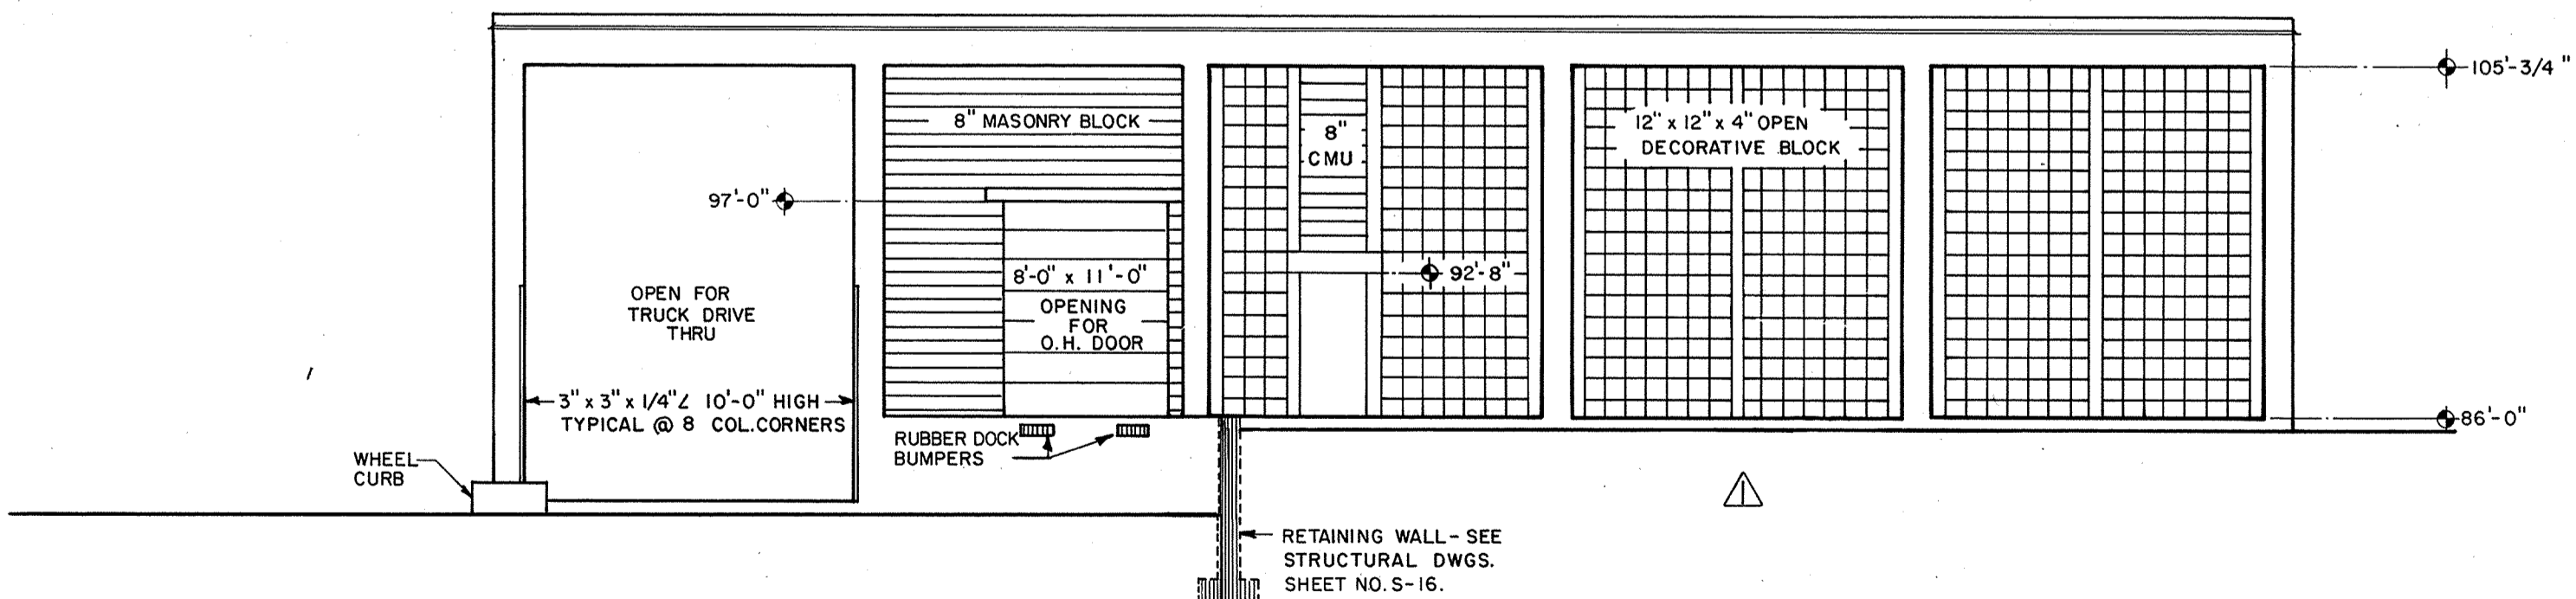 105'-3/4"
8" MASONRY BLOCK
8"
CMU
12" x 12" x 4" OPEN
DECORATIVE BLOCK
97'-0"
92'-8"
8'-0" x 11'-0"
OPENING
FOR
O.H. DOOR
OPEN FOR
TRUCK DRIVE
THRU
3" x 3" x 1/4"∠ 10'-0" HIGH
TYPICAL @ 8 COL. CORNERS
86'-0"
RUBBER DOCK
BUMPERS
WHEEL
CURB
1
RETAINING WALL - SEE
STRUCTURAL DWGS.
SHEET NO. S-16.